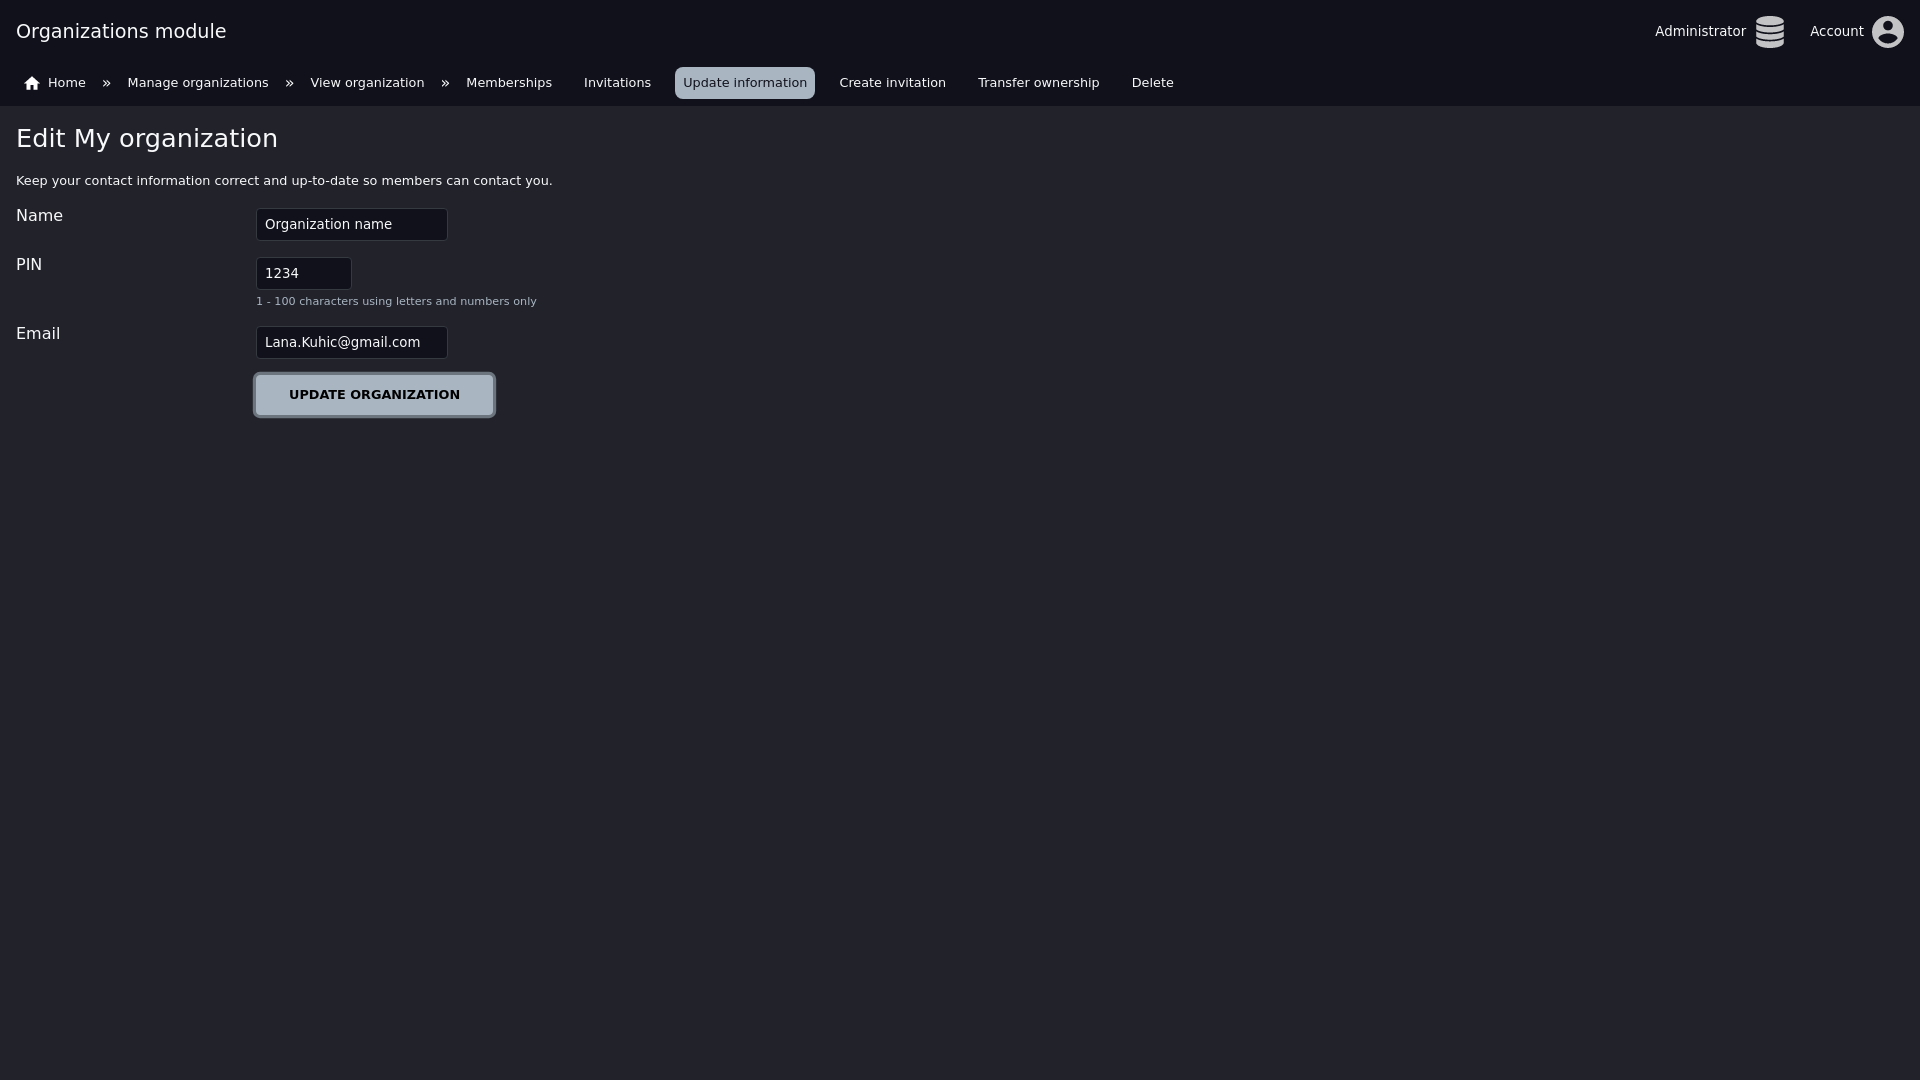 Organizations module
Administrator
Account
Home » Manage organizations » View organization » Memberships Invitations Update information Create invitation Transfer ownership Delete
Edit My organization
Keep your contact information correct and up-to-date so members can contact you.
Name
Organization name
PIN
1234
1 - 100 characters using letters and numbers only
Email
Lana.Kuhic@gmail.com
UPDATE ORGANIZATION